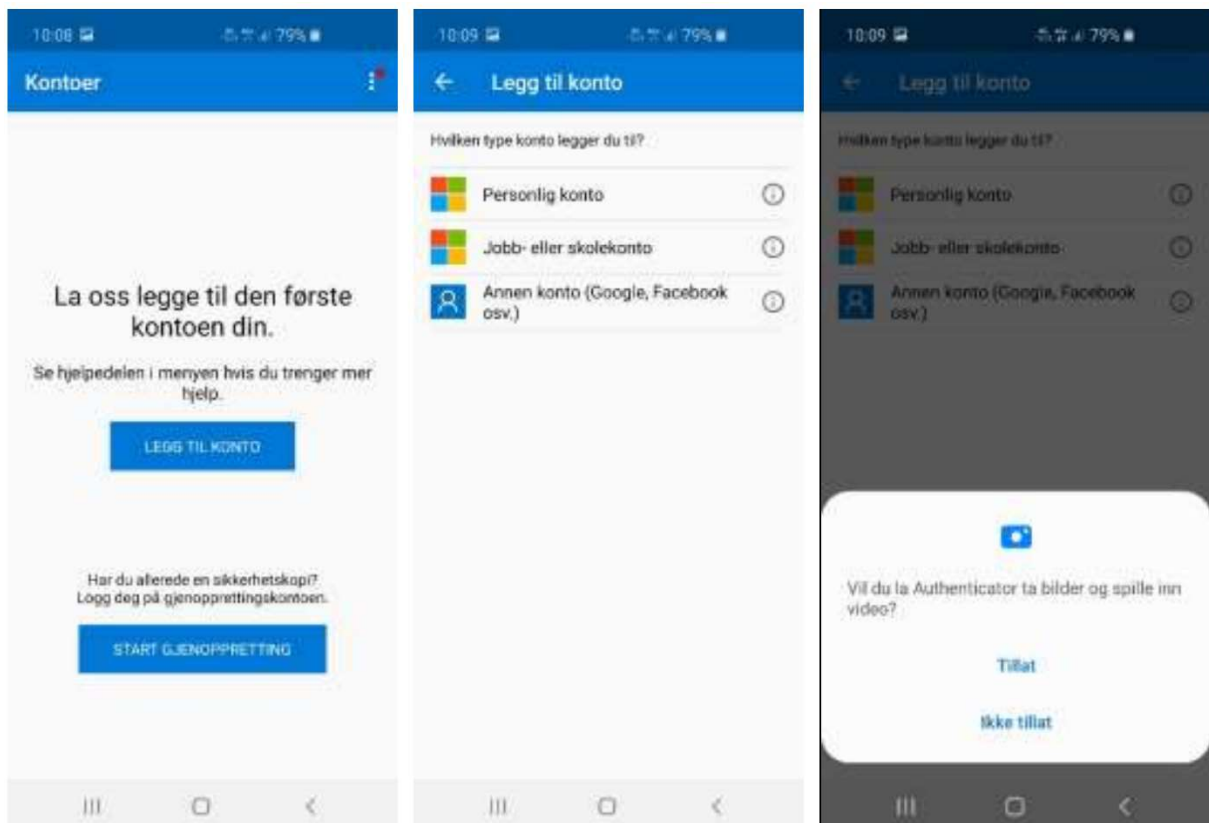 10:08
79%
Kontoer
La oss legge til den første
kontoen din.
Se hjelpedelen i menyen hvis du trenger mer
hjelp.
LEGG TIL KONTO
Har du allerede en sikkerhetskopi?
Logg deg på gjenopprettingskontoen.
START GJENOPPRETTING
10:09
79%
Legg til konto
Hvilken type konto legger du til?
Personlig konto
Jobb- eller skolekonto
Annen konto (Google, Facebook
osv.)
10:09
79%
Legg til konto
Hvilken type konto legger du til?
Personlig konto
Jobb- eller skolekonto
Annen konto (Google, Facebook
osv.)
Vil du la Authenticator ta bilder og spille inn
video?
Tillat
Ikke tillat